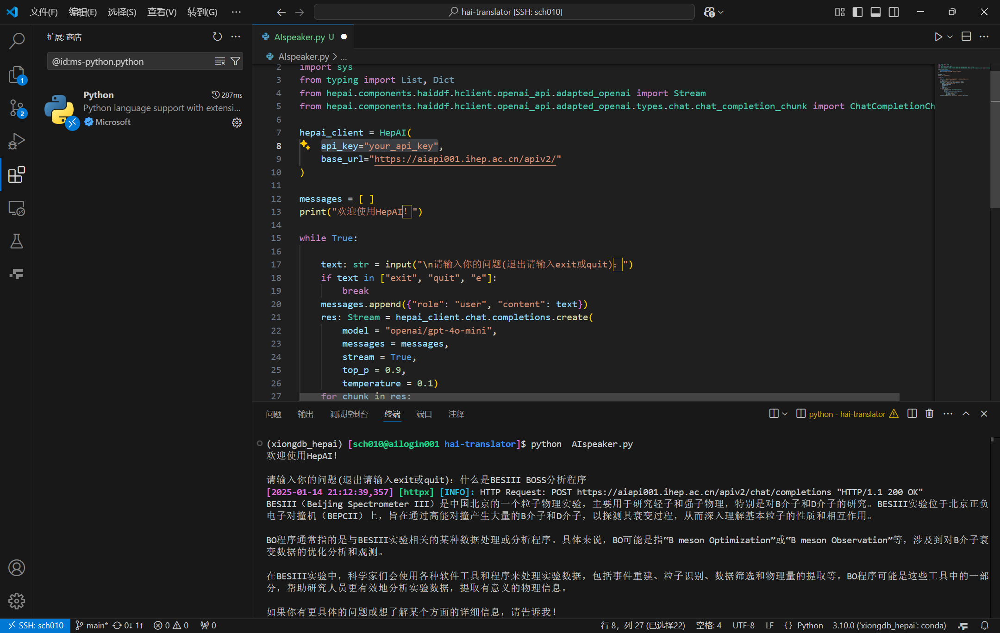 文件(F) 编辑(E) 选择(S) 查看(V) 转到(G) ···
hai-translator [SSH: sch010]
扩展: 商店
@id:ms-python.python
1
2
Python 287ms
Python language support with extensi...
Microsoft
AIspeaker.py U
AIspeaker.py > ...
2 import sys
3 from typing import List, Dict
4 from hepai.components.haiddf.hclient.openai_api.adapted_openai import Stream
5 from hepai.components.haiddf.hclient.openai_api.adapted_openai.types.chat.chat_completion_chunk import ChatCompletionCh
6
7 hepai_client = HepAI(
8 api_key="your_api_key",
9 base_url="https://aiapi001.ihep.ac.cn/apiv2/"
10 )
11
12 messages = [ ]
13 print("欢迎使用HepAI！")
14
15 while True:
16
17 text: str = input("\n请输入你的问题(退出请输入exit或quit)：")
18 if text in ["exit", "quit", "e"]:
19 break
20 messages.append({"role": "user", "content": text})
21 res: Stream = hepai_client.chat.completions.create(
22 model = "openai/gpt-4o-mini",
23 messages = messages,
24 stream = True,
25 top_p = 0.9,
26 temperature = 0.1)
27 for chunk in res:
问题 输出 调试控制台 终端 端口 注释
python - hai-translator
(xiongdb_hepai) [sch010@ailogin001 hai-translator]$ python  AIspeaker.py
欢迎使用HepAI！
请输入你的问题(退出请输入exit或quit)：什么是BESIII BOSS分析程序
[2025-01-14 21:12:39,357] [httpx] [INFO]: HTTP Request: POST https://aiapi001.ihep.ac.cn/apiv2/chat/completions "HTTP/1.1 200 OK"
BESIII（Beijing Spectrometer III）是中国北京的一个粒子物理实验，主要用于研究轻子和强子物理，特别是对B介子和D介子的研究。BESIII实验位于北京正负
电子对撞机（BEPCII）上，旨在通过高能对撞产生大量的B介子和D介子，以探测其衰变过程，从而深入理解基本粒子的性质和相互作用。
BO程序通常指的是与BESIII实验相关的某种数据处理或分析程序。具体来说，BO可能是指“B meson Optimization”或“B meson Observation”等，涉及到对B介子衰
变数据的优化分析和观测。
在BESIII实验中，科学家们会使用各种软件工具和程序来处理实验数据，包括事件重建、粒子识别、数据筛选和物理量的提取等。BO程序可能是这些工具中的一部
分，帮助研究人员更有效地分析实验数据，提取有意义的物理信息。
如果你有更具体的问题或想了解某个方面的详细信息，请告诉我！
SSH: sch010 main* 0↓ 1↑ 0 0 0 行 8，列 27 (已选择22) 空格: 4 UTF-8 LF {} Python 3.10.0 ('xiongdb_hepai': conda)